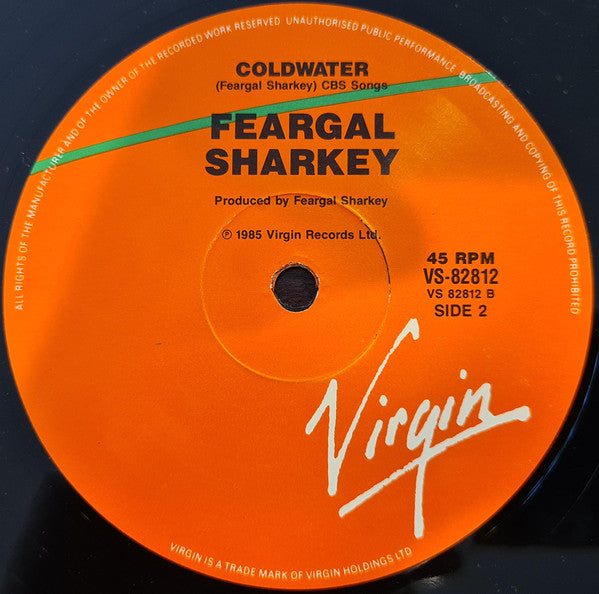 ALL RIGHTS OF THE MANUFACTURER AND OF THE OWNER OF THE RECORDED WORK RESERVED UNAUTHORISED PUBLIC PERFORMANCE, BROADCASTING AND COPYING OF THIS RECORD PROHIBITED
COLDWATER
(Feargal Sharkey) CBS Songs
FEARGAL
SHARKEY
Produced by Feargal Sharkey
℗ 1985 Virgin Records Ltd.
45 RPM
VS-82812
VS 82812 B
SIDE 2
Virgin
VIRGIN IS A TRADE MARK OF VIRGIN HOLDINGS LTD